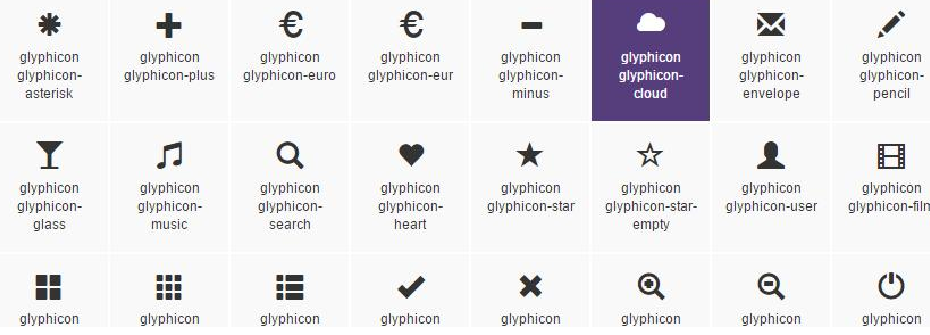 glyphicon
glyphicon-
asterisk
glyphicon
glyphicon-plus
glyphicon
glyphicon-euro
glyphicon
glyphicon-eur
glyphicon
glyphicon-
minus
glyphicon
glyphicon-
cloud
glyphicon
glyphicon-
envelope
glyphicon
glyphicon-
pencil
glyphicon
glyphicon-
glass
glyphicon
glyphicon-
music
glyphicon
glyphicon-
search
glyphicon
glyphicon-
heart
glyphicon
glyphicon-star
glyphicon
glyphicon-star-
empty
glyphicon
glyphicon-user
glyphicon
glyphicon-film
glyphicon
glyphicon
glyphicon
glyphicon
glyphicon
glyphicon
glyphicon
glyphicon